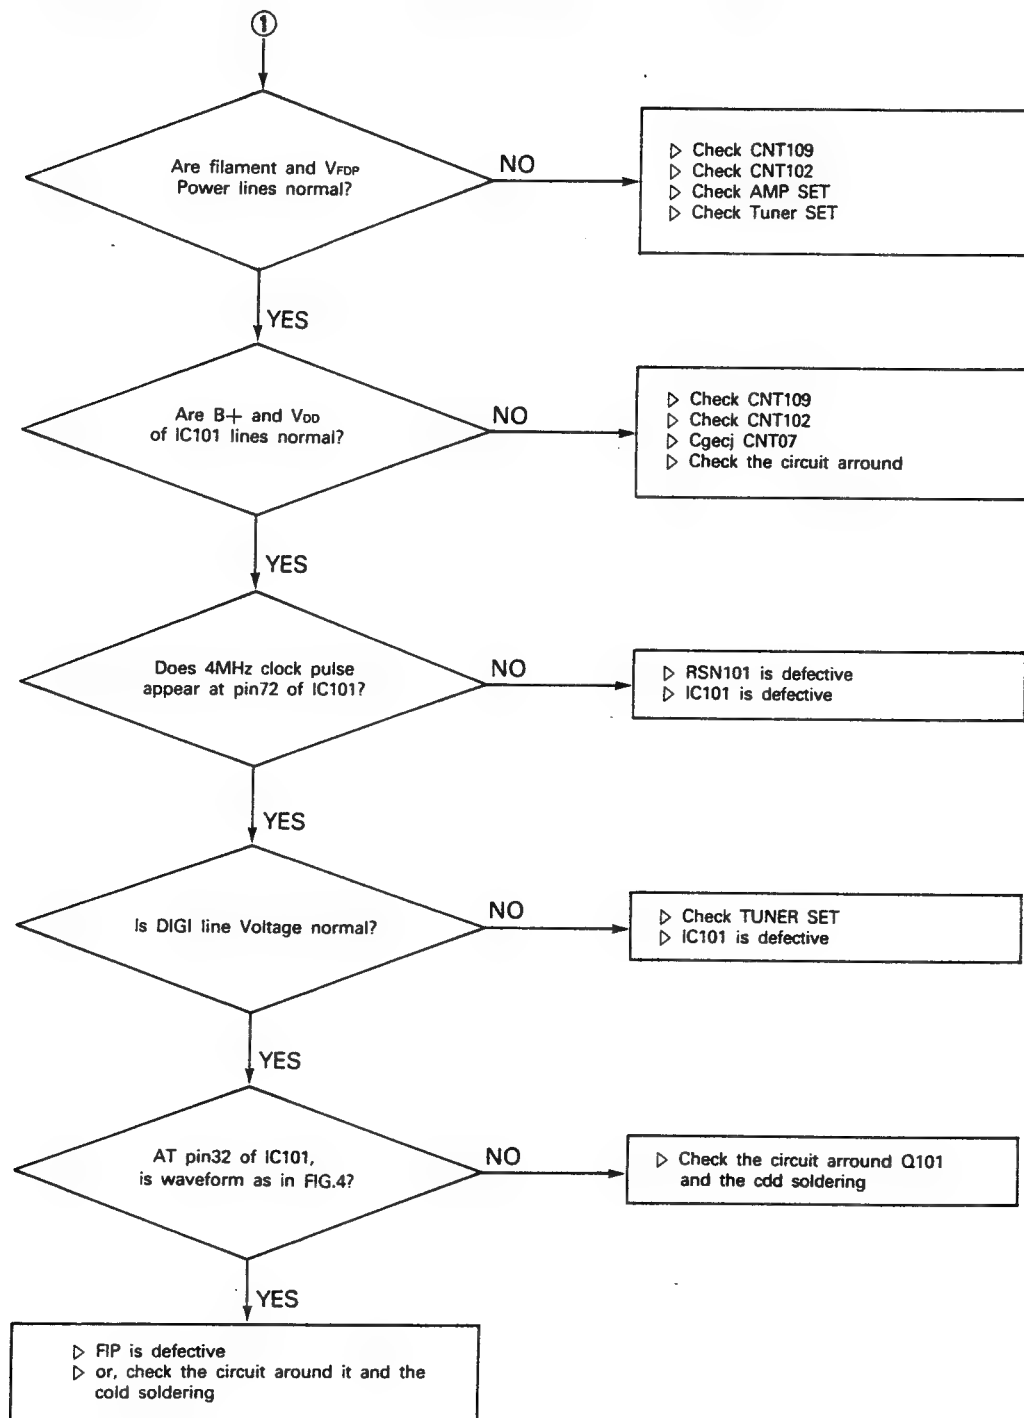 ①
Are filament and VFDP
Power lines normal?
NO
▷ Check CNT109
▷ Check CNT102
▷ Check AMP SET
▷ Check Tuner SET
YES
Are B+ and VDD
of IC101 lines normal?
NO
▷ Check CNT109
▷ Check CNT102
▷ Cgecj CNT07
▷ Check the circuit arround
YES
Does 4MHz clock pulse
appear at pin72 of IC101?
NO
▷ RSN101 is defective
▷ IC101 is defective
YES
Is DIGI line Voltage normal?
NO
▷ Check TUNER SET
▷ IC101 is defective
YES
AT pin32 of IC101,
is waveform as in FIG.4?
NO
▷ Check the circuit arround Q101
and the cdd soldering
YES
▷ FIP is defective
▷ or, check the circuit around it and the
cold soldering